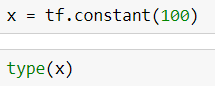 x = tf.constant(100)
type(x)